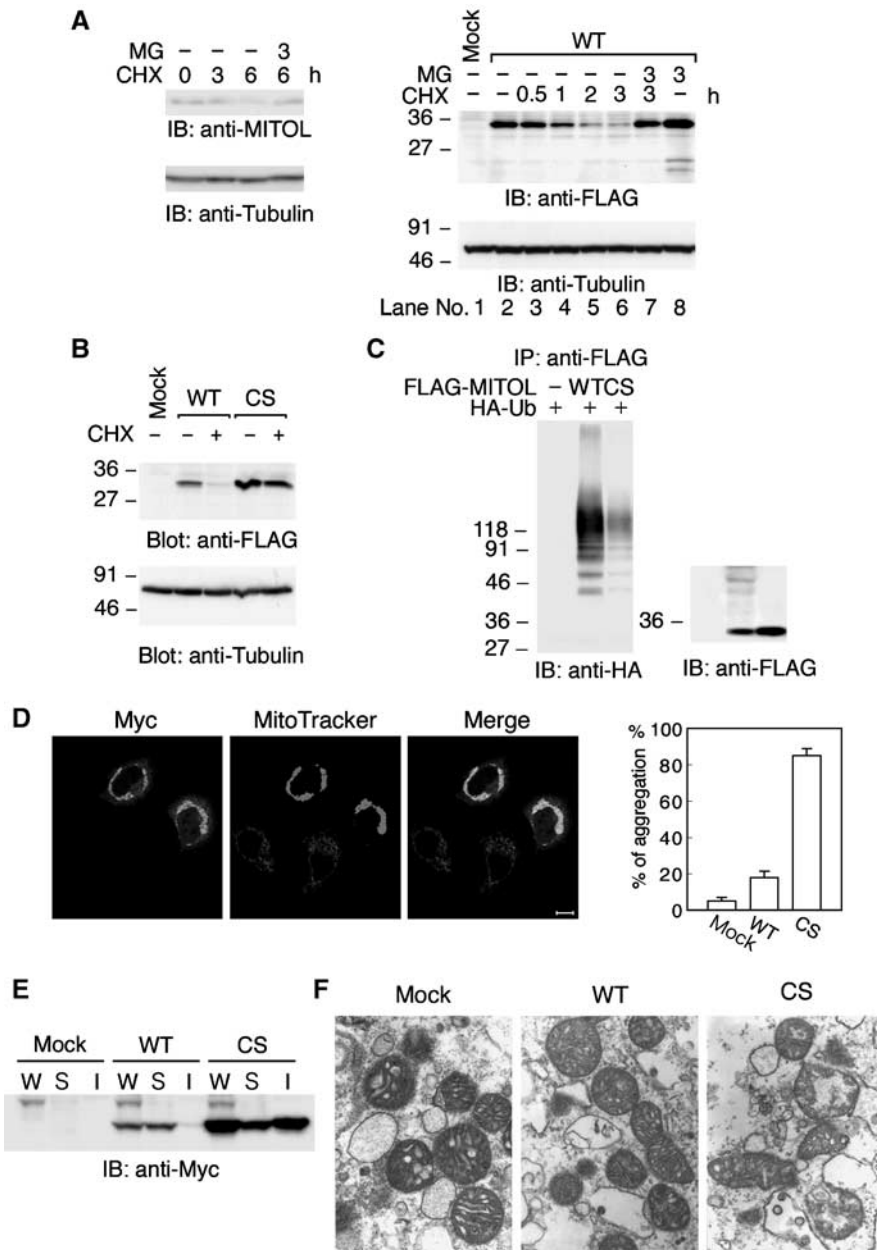 A
MG – – – 3
CHX 0 3 6 6 h
IB: anti-MITOL
IB: anti-Tubulin
Mock WT
MG – – – – – – 3 3
CHX – – 0.5 1 2 3 3 – h
36 –
27 –
IB: anti-FLAG
91 –
46 –
IB: anti-Tubulin
Lane No. 1 2 3 4 5 6 7 8
B
Mock WT CS
CHX – – + – +
36 –
27 –
Blot: anti-FLAG
91 –
46 –
Blot: anti-Tubulin
C
IP: anti-FLAG
FLAG-MITOL – WT CS
HA-Ub + + +
118 –
91 –
46 –
36 –
27 –
IB: anti-HA
36 –
IB: anti-FLAG
D
Myc MitoTracker Merge
%
% of aggregation
100
80
60
40
20
0
Mock WT CS
E
Mock WT CS
W S I W S I W S I
IB: anti-Myc
F
Mock WT CS